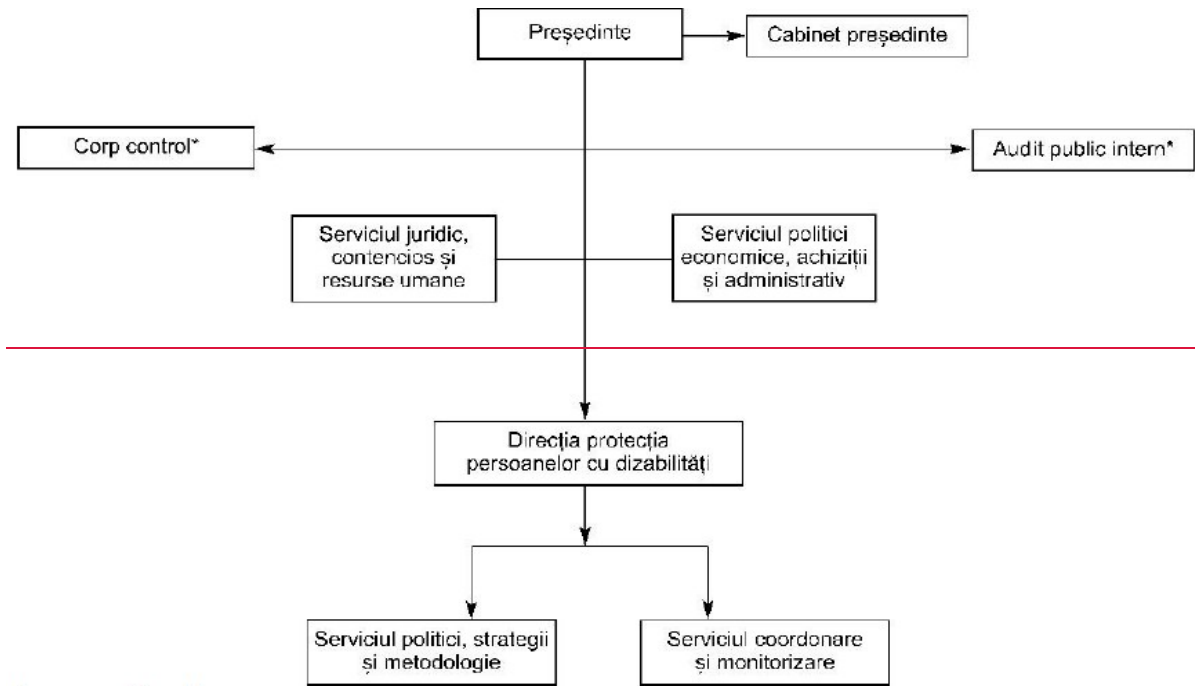 Președinte
Cabinet președinte
Corp control*
Audit public intern*
Serviciul juridic,
contencios și
resurse umane
Serviciul politici
economice, achiziții
și administrativ
Direcția protecția
persoanelor cu dizabilități
Serviciul politici, strategii
și metodologie
Serviciul coordonare
și monitorizare